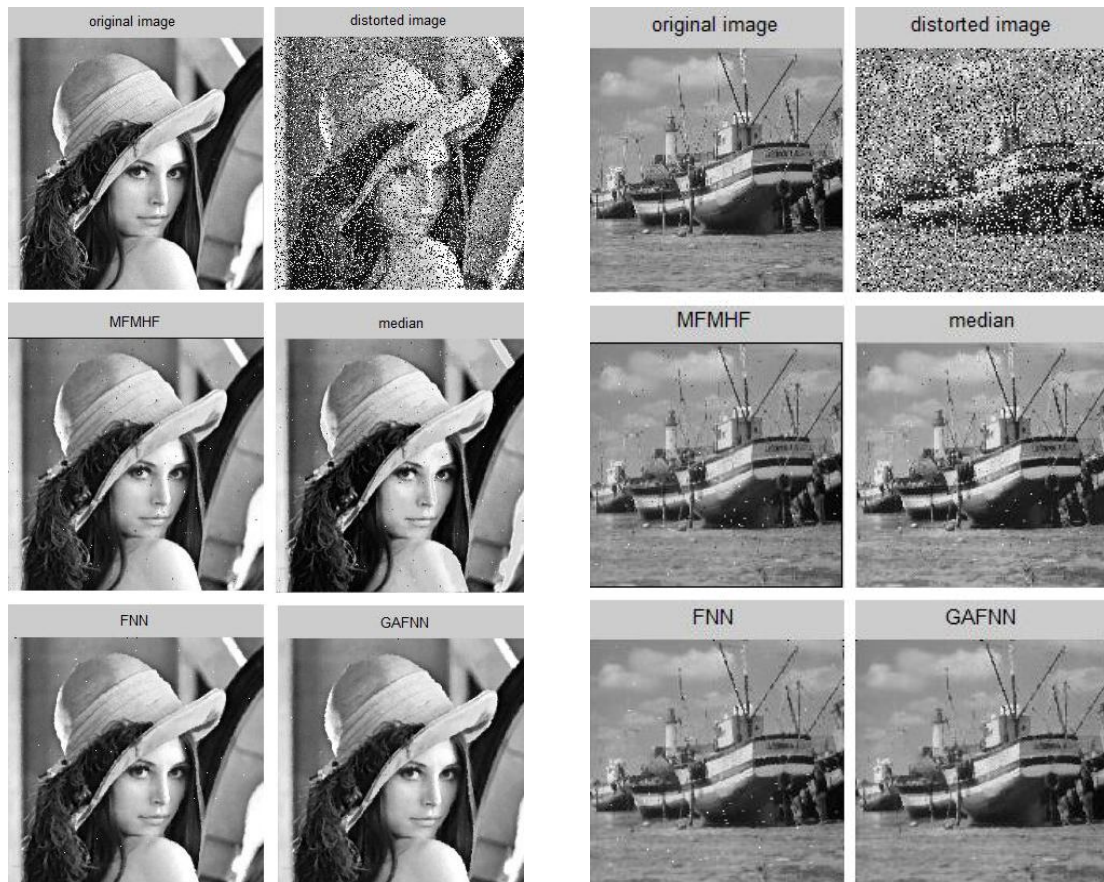 original image
distorted image
original image
distorted image
MFMHF
median
MFMHF
median
FNN
GAFNN
FNN
GAFNN